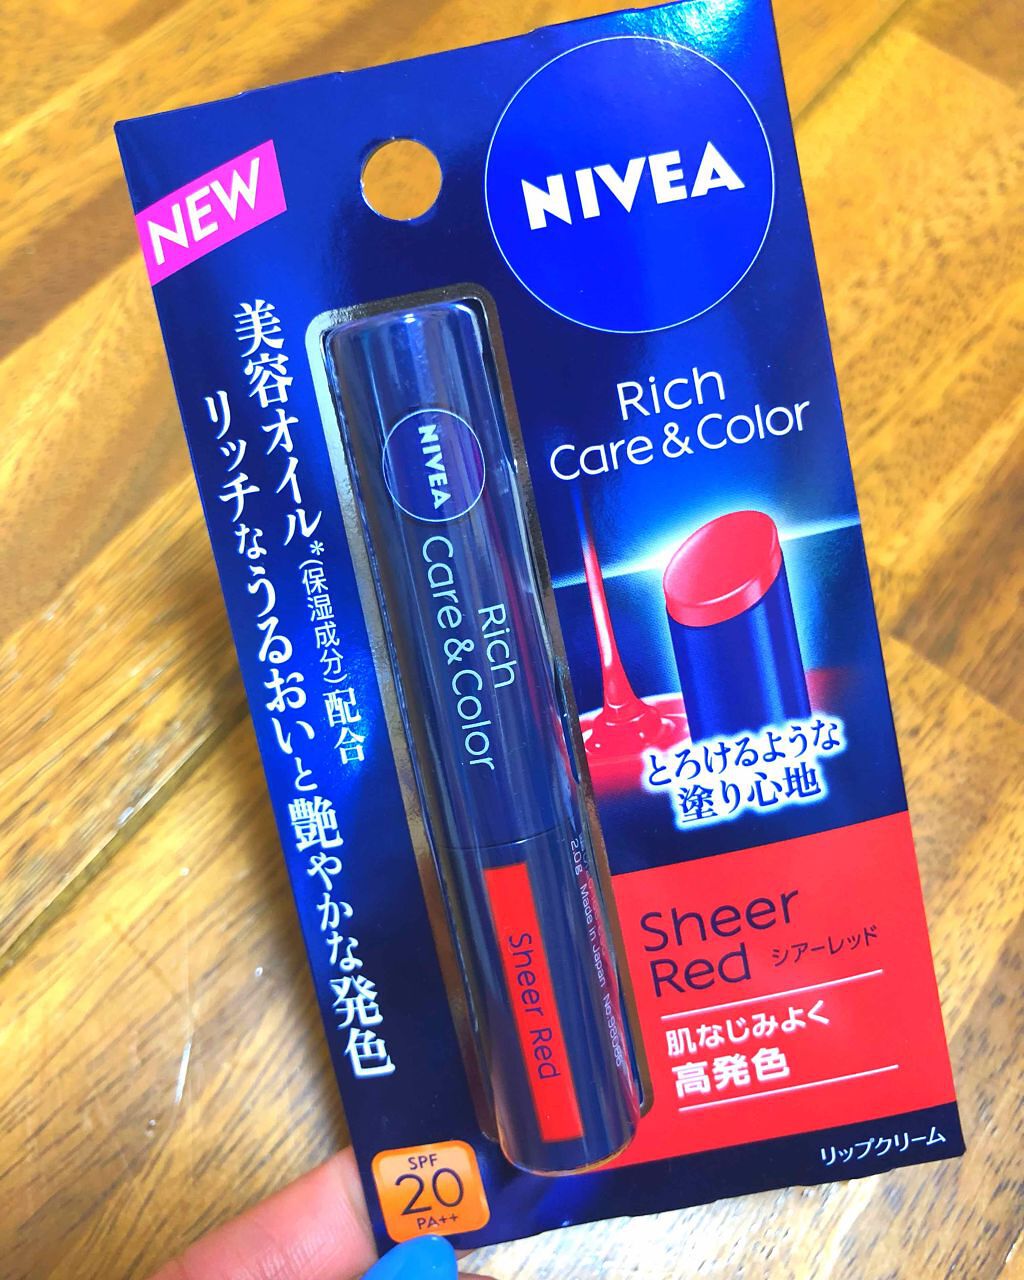 NEW
NIVEA
Rich
Care & Color
美容オイル*(保湿成分)配合
リッチなうるおいと艶やかな発色
NIVEA
Rich
Care & Color
Sheer Red
2.0g Made in Japan
とろけるような
塗り心地
Sheer
Red シアーレッド
肌なじみよく
高発色
リップクリーム
SPF
20
PA++